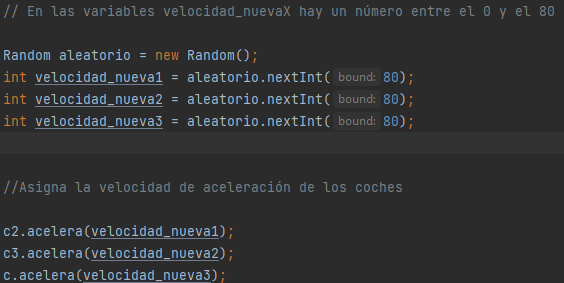 // En las variables velocidad_nuevaX hay un número entre el 0 y el 80
Random aleatorio = new Random();
int velocidad_nueva1 = aleatorio.nextInt( bound: 80);
int velocidad_nueva2 = aleatorio.nextInt( bound: 80);
int velocidad_nueva3 = aleatorio.nextInt( bound: 80);
//Asigna la velocidad de aceleración de los coches
c2.acelera(velocidad_nueva1);
c3.acelera(velocidad_nueva2);
c.acelera(velocidad_nueva3);